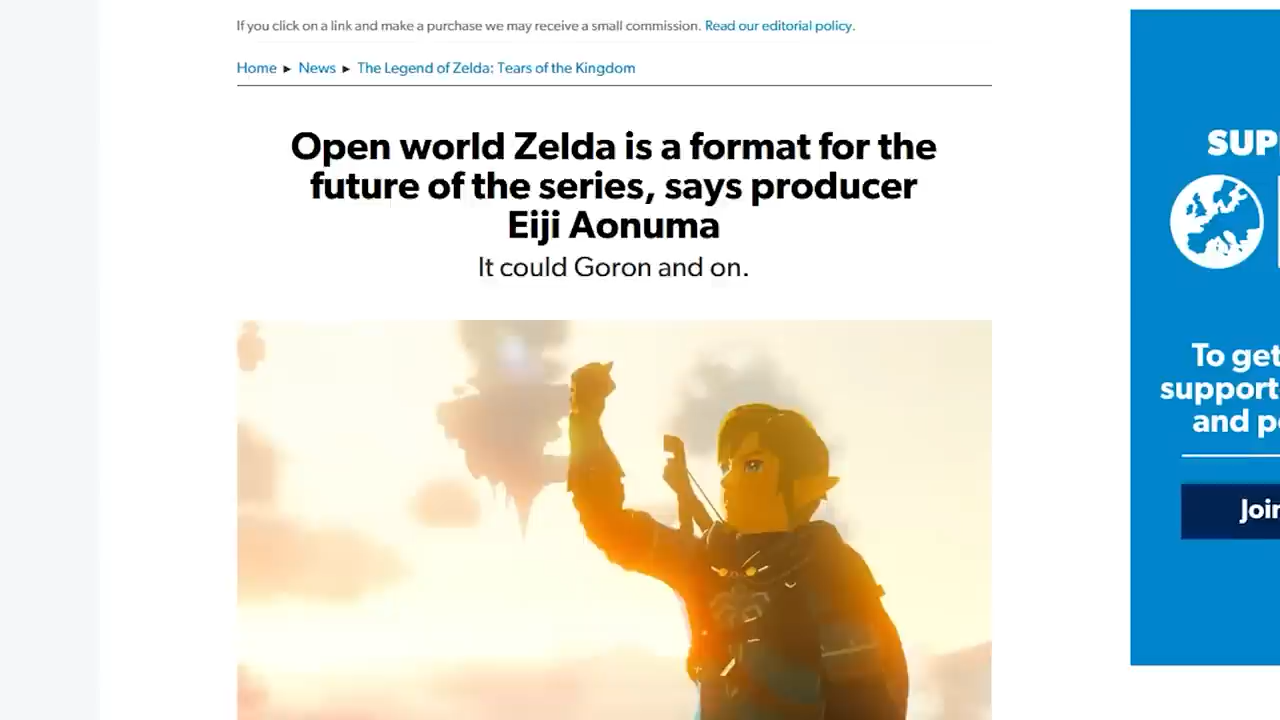 If you click on a link and make a purchase we may receive a small commission. Read our editorial policy.
Home ► News ► The Legend of Zelda: Tears of the Kingdom
Open world Zelda is a format for the
future of the series, says producer
Eiji Aonuma
It could Goron and on.
SUP
To get
support
and
Join